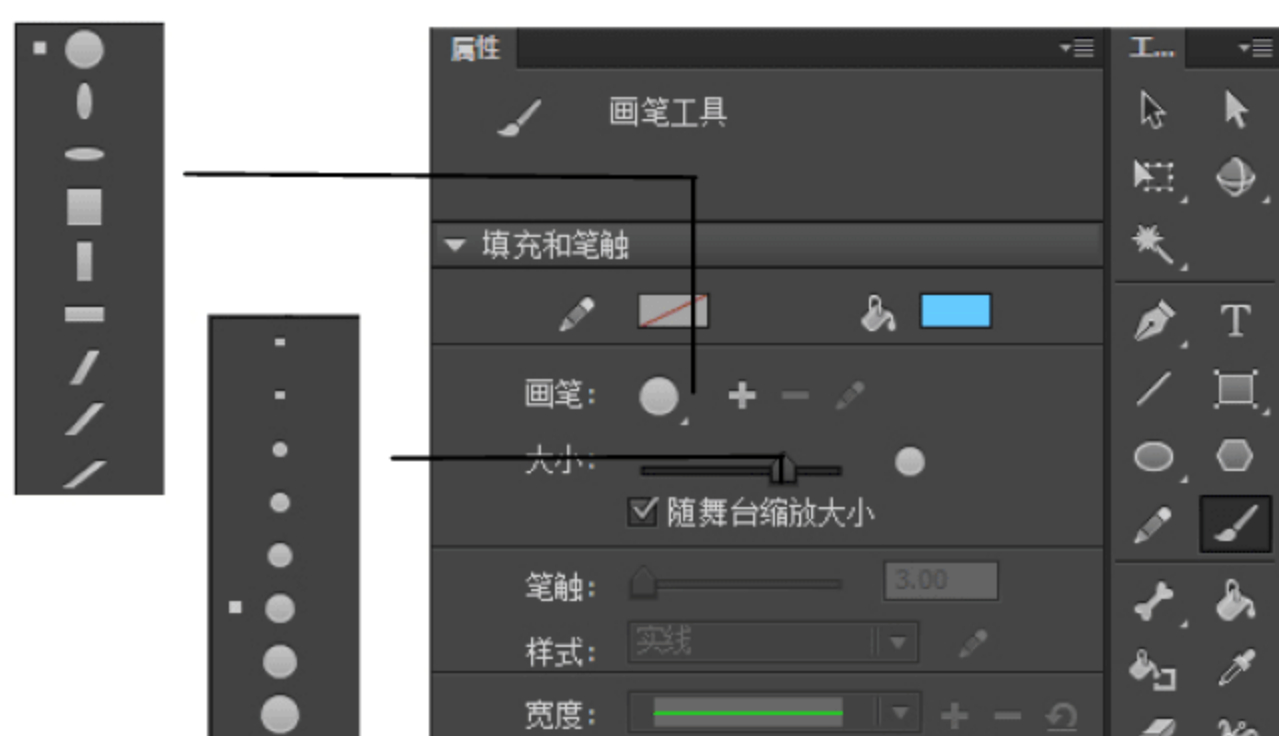 属性
工...
画笔工具
填充和笔触
T
画笔:
大小:
随舞台缩放大小
笔触:
3.00
样式:
实线
宽度: